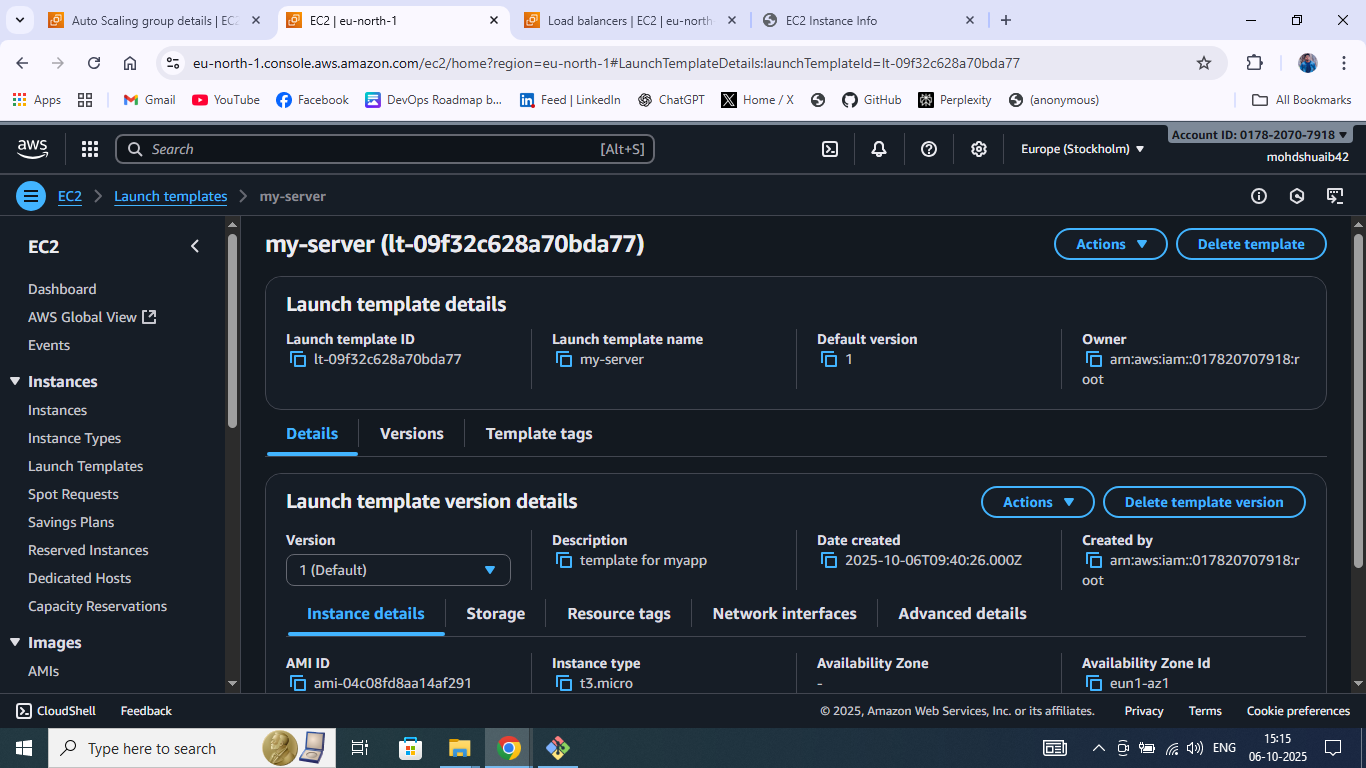 Auto Scaling group details | EC2
EC2 | eu-north-1
Load balancers | EC2 | eu-north
EC2 Instance Info
eu-north-1.console.aws.amazon.com/ec2/home?region=eu-north-1#LaunchTemplateDetails:launchTemplateId=lt-09f32c628a70bda77
Apps
Gmail
YouTube
Facebook
DevOps Roadmap b...
Feed | LinkedIn
ChatGPT
Home / X
GitHub
Perplexity
(anonymous)
All Bookmarks
aws
Search
[Alt+S]
Europe (Stockholm)
Account ID: 0178-2070-7918
mohdshuaib42
EC2
Launch templates
my-server
EC2
Dashboard
AWS Global View
Events
Instances
Instances
Instance Types
Launch Templates
Spot Requests
Savings Plans
Reserved Instances
Dedicated Hosts
Capacity Reservations
Images
AMIs
my-server (lt-09f32c628a70bda77)
Actions
Delete template
Launch template details
Launch template ID
lt-09f32c628a70bda77
Launch template name
my-server
Default version
1
Owner
arn:aws:iam::017820707918:r
oot
Details
Versions
Template tags
Launch template version details
Actions
Delete template version
Version
1 (Default)
Description
template for myapp
Date created
2025-10-06T09:40:26.000Z
Created by
arn:aws:iam::017820707918:r
oot
Instance details
Storage
Resource tags
Network interfaces
Advanced details
AMI ID
ami-04c08fd8aa14af291
Instance type
t3.micro
Availability Zone
-
Availability Zone Id
eun1-az1
CloudShell
Feedback
© 2025, Amazon Web Services, Inc. or its affiliates.
Privacy
Terms
Cookie preferences
Type here to search
ENG
15:15
06-10-2025